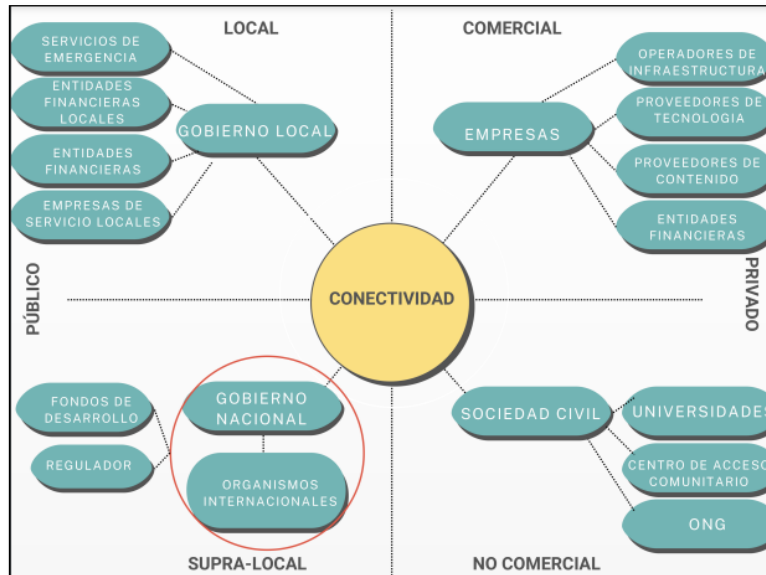 LOCAL
COMERCIAL
SERVICIOS DE
EMERGENCIA
ENTIDADES
FINANCIERAS
LOCALES
ENTIDADES
FINANCIERAS
EMPRESAS DE
SERVICIO LOCALES
GOBIERNO LOCAL
EMPRESAS
OPERADORES DE
INFRAESTRUCTURA
PROVEEDORES DE
TECNOLOGIA
PROVEEDORES DE
CONTENIDO
ENTIDADES
FINANCIERAS
PÚBLICO
CONECTIVIDAD
PRIVADO
FONDOS DE
DESARROLLO
REGULADOR
GOBIERNO
NACIONAL
ORGANISMOS
INTERNACIONALES
SOCIEDAD CIVIL
UNIVERSIDADES
CENTRO DE ACCESO
COMUNITARIO
ONG
SUPRA-LOCAL
NO COMERCIAL